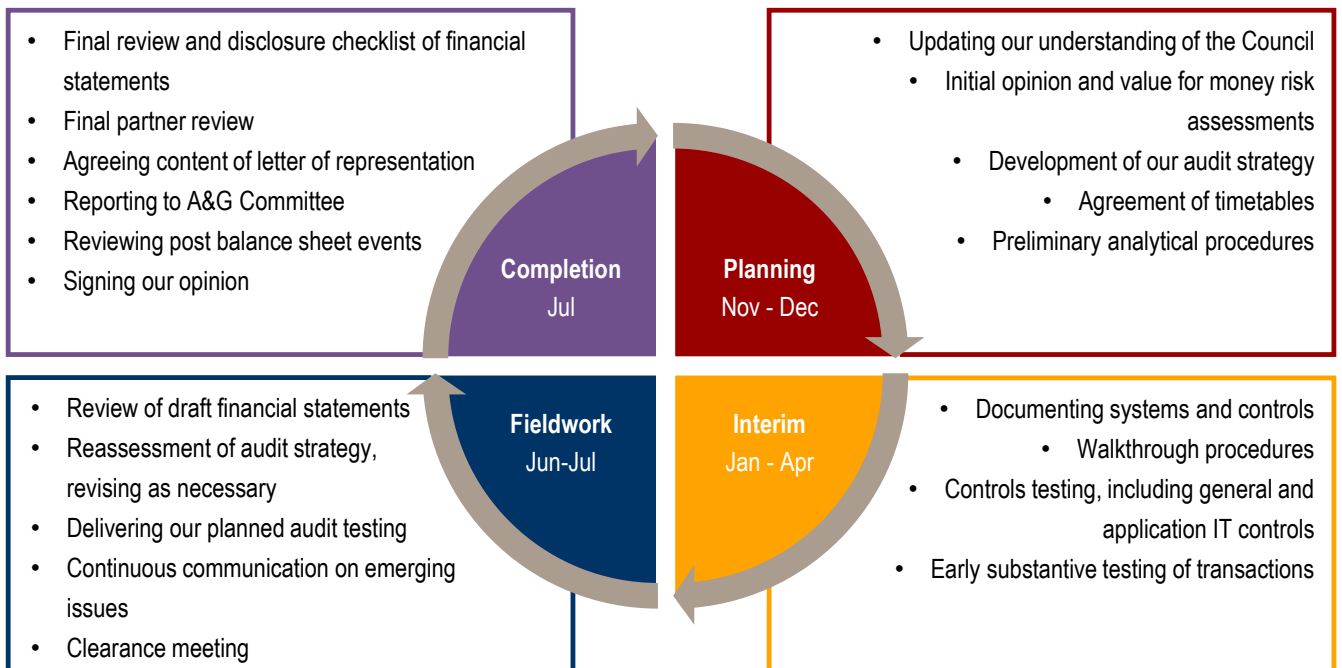 • Final review and disclosure checklist of financial
statements
• Final partner review
• Agreeing content of letter of representation
• Reporting to A&G Committee
• Reviewing post balance sheet events
• Signing our opinion
• Updating our understanding of the Council
• Initial opinion and value for money risk
assessments
• Development of our audit strategy
• Agreement of timetables
• Preliminary analytical procedures
Completion
Jul
Planning
Nov - Dec
• Review of draft financial statements
• Reassessment of audit strategy,
revising as necessary
• Delivering our planned audit testing
• Continuous communication on emerging
issues
• Clearance meeting
Fieldwork
Jun-Jul
Interim
Jan - Apr
• Documenting systems and controls
• Walkthrough procedures
• Controls testing, including general and
application IT controls
• Early substantive testing of transactions